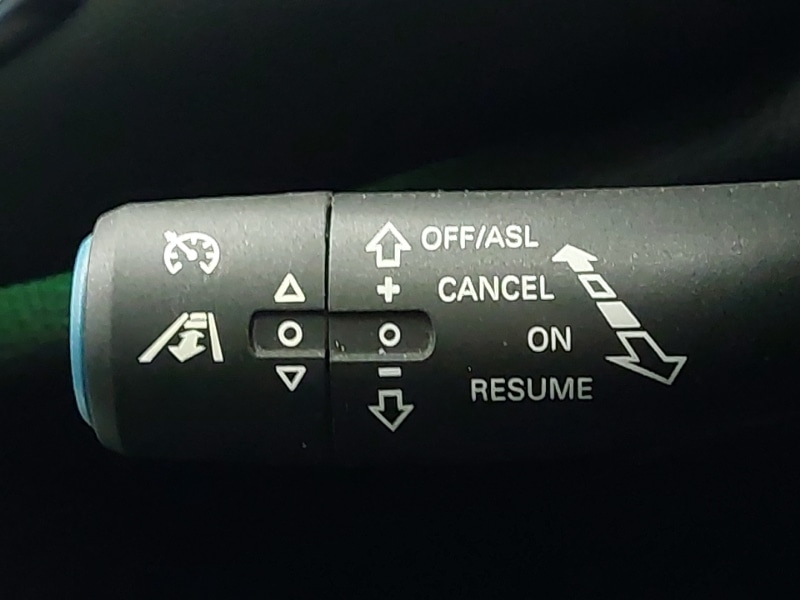 OFF/ASL
+ CANCEL
ON
- RESUME